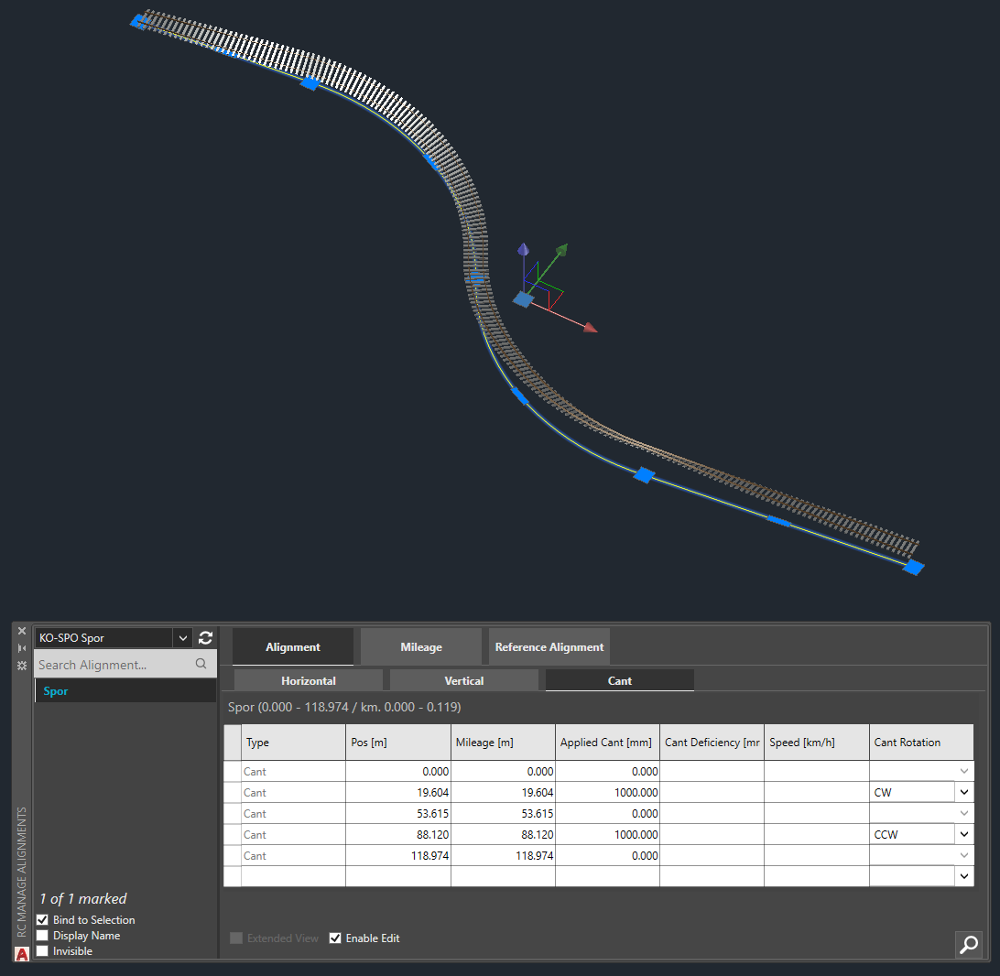 KO-SPO Spor
Search Alignment...
Spor
1 of 1 marked
Bind to Selection
Display Name
Invisible
RC MANAGE ALIGNMENTS
A
Alignment Mileage Reference Alignment
Horizontal Vertical Cant
Spor (0.000 - 118.974 / km. 0.000 - 0.119)
Type Pos [m] Mileage [m] Applied Cant [mm] Cant Deficiency [mr Speed [km/h] Cant Rotation
Cant 0.000 0.000 0.000
Cant 19.604 19.604 1000.000 CW
Cant 53.615 53.615 0.000
Cant 88.120 88.120 1000.000 CCW
Cant 118.974 118.974 0.000
Extended View Enable Edit